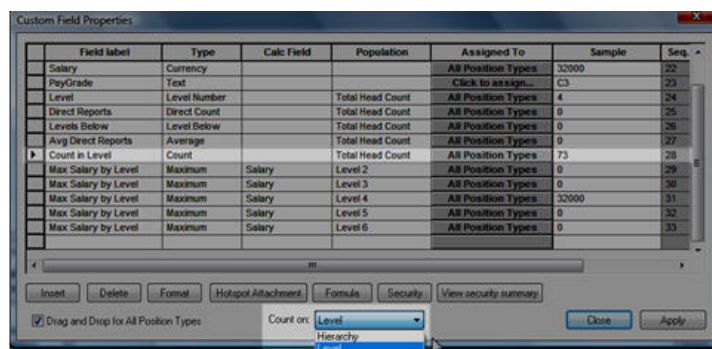 Custom Field Properties
Field label Type Calc Field Population Assigned To Sample Seq.
Salary Currency All Position Types 32000 22
PayGrade Text Click to assign... C3 23
Level Level Number Total Head Count All Position Types 4 24
Direct Reports Direct Count Total Head Count All Position Types 0 25
Levels Below Level Below Total Head Count All Position Types 0 26
Avg Direct Reports Average Total Head Count All Position Types 0 27
Count in Level Count Total Head Count All Position Types 73 28
Max Salary by Level Maximum Salary Level 2 All Position Types 0 29
Max Salary by Level Maximum Salary Level 3 All Position Types 0 30
Max Salary by Level Maximum Salary Level 4 All Position Types 32000 31
Max Salary by Level Maximum Salary Level 5 All Position Types 0 32
Max Salary by Level Maximum Salary Level 6 All Position Types 0 33
Insert Delete Format Hotspot Attachment Formula Security View security summary
Drag and Drop for All Position Types Count on: Level Close Apply
Hierarchy
Level